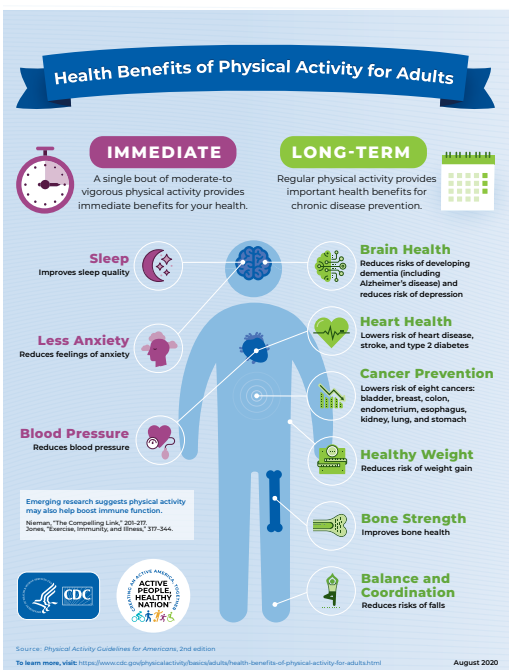 Health Benefits of Physical Activity for Adults
IMMEDIATE
A single bout of moderate-to
vigorous physical activity provides
immediate benefits for your health.
LONG-TERM
Regular physical activity provides
important health benefits for
chronic disease prevention.
Sleep
Improves sleep quality
Less Anxiety
Reduces feelings of anxiety
Blood Pressure
Reduces blood pressure
Brain Health
Reduces risks of developing
dementia (including
Alzheimer's disease) and
reduces risk of depression
Heart Health
Lowers risk of heart disease,
stroke, and type 2 diabetes
Cancer Prevention
Lowers risk of eight cancers:
bladder, breast, colon,
endometrium, esophagus,
kidney, lung, and stomach
Healthy Weight
Reduces risk of weight gain
Bone Strength
Improves bone health
Balance and
Coordination
Reduces risks of falls
Emerging research suggests physical activity
may also help boost immune function.
Nieman, "The Compelling Link," 201–217.
Jones, "Exercise, Immunity, and Illness," 317–344.
CDC
CREATING AN ACTIVE AMERICA, TOGETHER
ACTIVE
PEOPLE,
HEALTHY
NATION
Source: Physical Activity Guidelines for Americans, 2nd edition
To learn more, visit: https://www.cdc.gov/physicalactivity/basics/adults/health-benefits-of-physical-activity-for-adults.html
August 2020